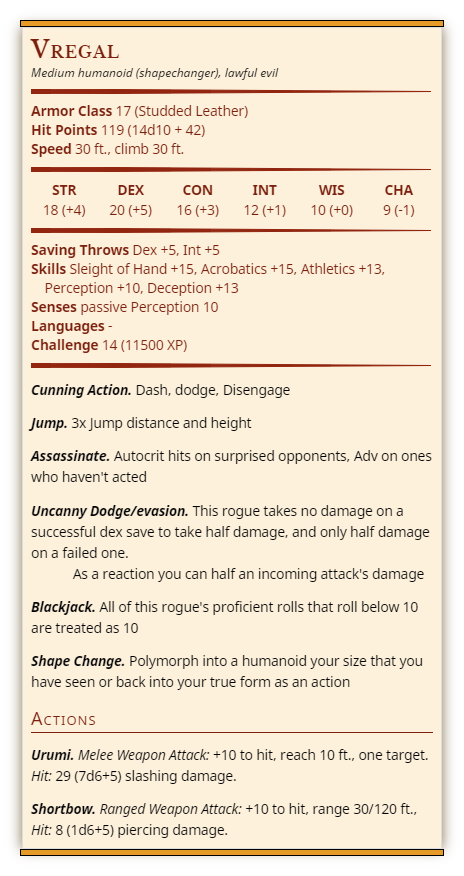 Vregal
Medium humanoid (shapechanger), lawful evil
Armor Class 17 (Studded Leather)
Hit Points 119 (14d10 + 42)
Speed 30 ft., climb 30 ft.
STR DEX CON INT WIS CHA
18 (+4) 20 (+5) 16 (+3) 12 (+1) 10 (+0) 9 (-1)
Saving Throws Dex +5, Int +5
Skills Sleight of Hand +15, Acrobatics +15, Athletics +13,
Perception +10, Deception +13
Senses passive Perception 10
Languages -
Challenge 14 (11500 XP)
Cunning Action. Dash, dodge, Disengage
Jump. 3x Jump distance and height
Assassinate. Autocrit hits on surprised opponents, Adv on ones
who haven't acted
Uncanny Dodge/evasion. This rogue takes no damage on a
successful dex save to take half damage, and only half damage
on a failed one.
As a reaction you can half an incoming attack's damage
Blackjack. All of this rogue's proficient rolls that roll below 10
are treated as 10
Shape Change. Polymorph into a humanoid your size that you
have seen or back into your true form as an action
Actions
Urumi. Melee Weapon Attack: +10 to hit, reach 10 ft., one target.
Hit: 29 (7d6+5) slashing damage.
Shortbow. Ranged Weapon Attack: +10 to hit, range 30/120 ft.,
Hit: 8 (1d6+5) piercing damage.